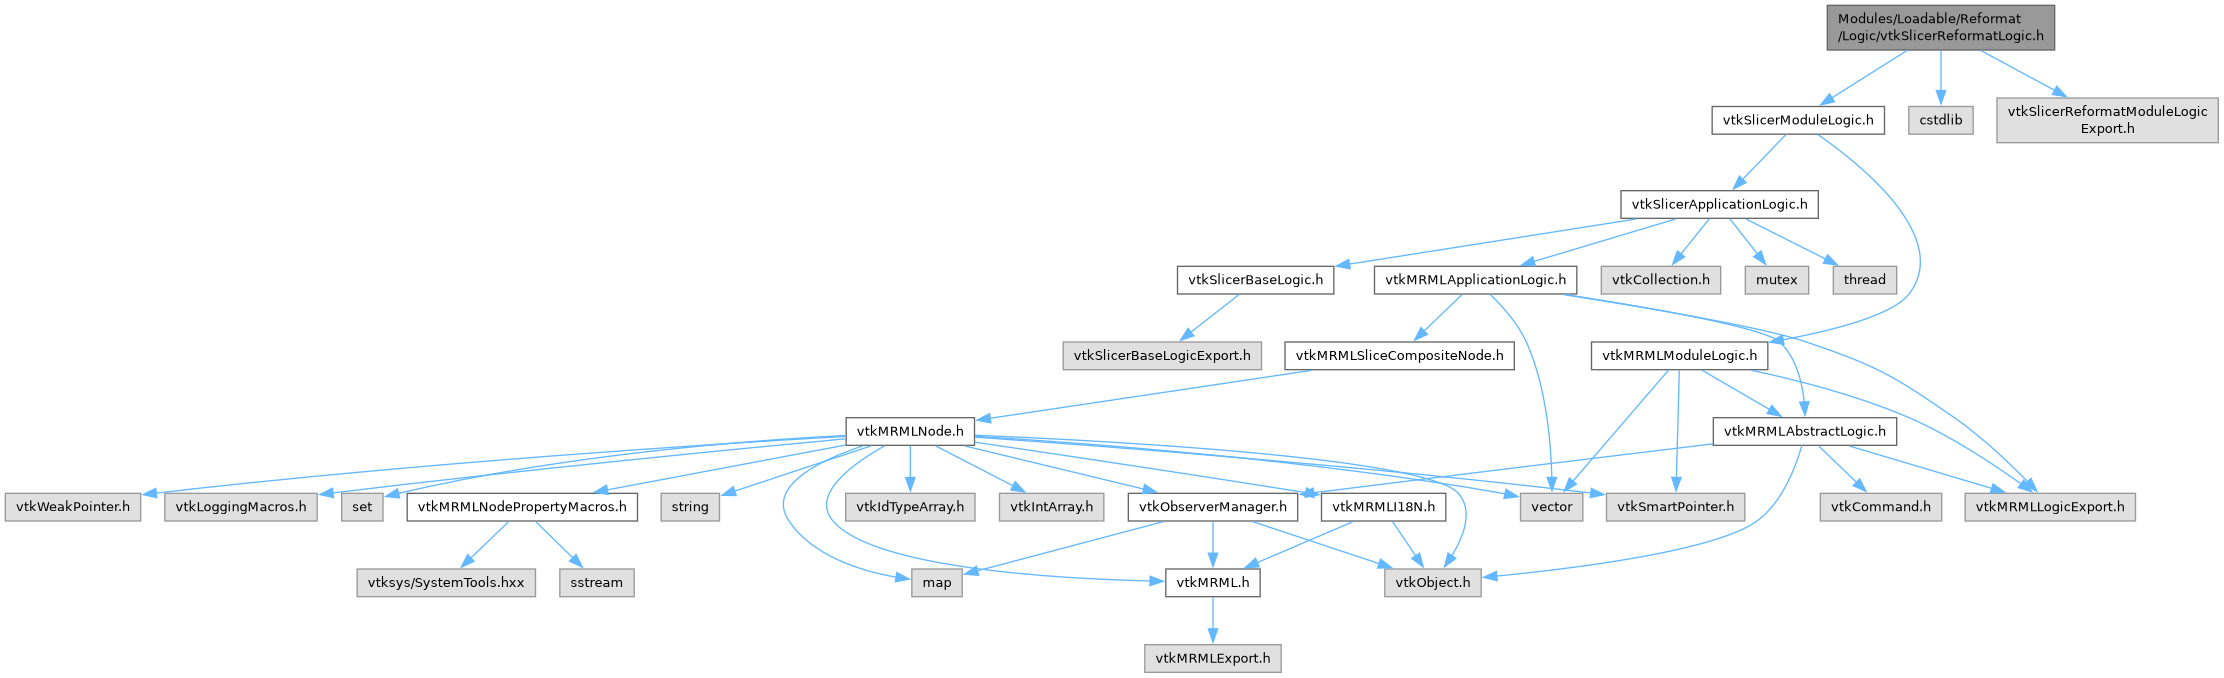 Modules/Loadable/Reformat
/Logic/vtkSlicerReformatLogic.h
vtkSlicerModuleLogic.h
cstdlib
vtkSlicerReformatModuleLogic
Export.h
vtkSlicerApplicationLogic.h
vtkSlicerBaseLogic.h
vtkMRMLApplicationLogic.h
vtkCollection.h
mutex
thread
vtkSlicerBaseLogicExport.h
vtkMRMLSliceCompositeNode.h
vtkMRMLModuleLogic.h
vtkMRMLNode.h
vtkMRMLAbstractLogic.h
vtkWeakPointer.h
vtkLoggingMacros.h
set
vtkMRMLNodePropertyMacros.h
string
vtkIdTypeArray.h
vtkIntArray.h
vtkObserverManager.h
vtkMRMLI18N.h
vector
vtkSmartPointer.h
vtkCommand.h
vtkMRMLLogicExport.h
vtksys/SystemTools.hxx
sstream
map
vtkMRML.h
vtkObject.h
vtkMRMLExport.h